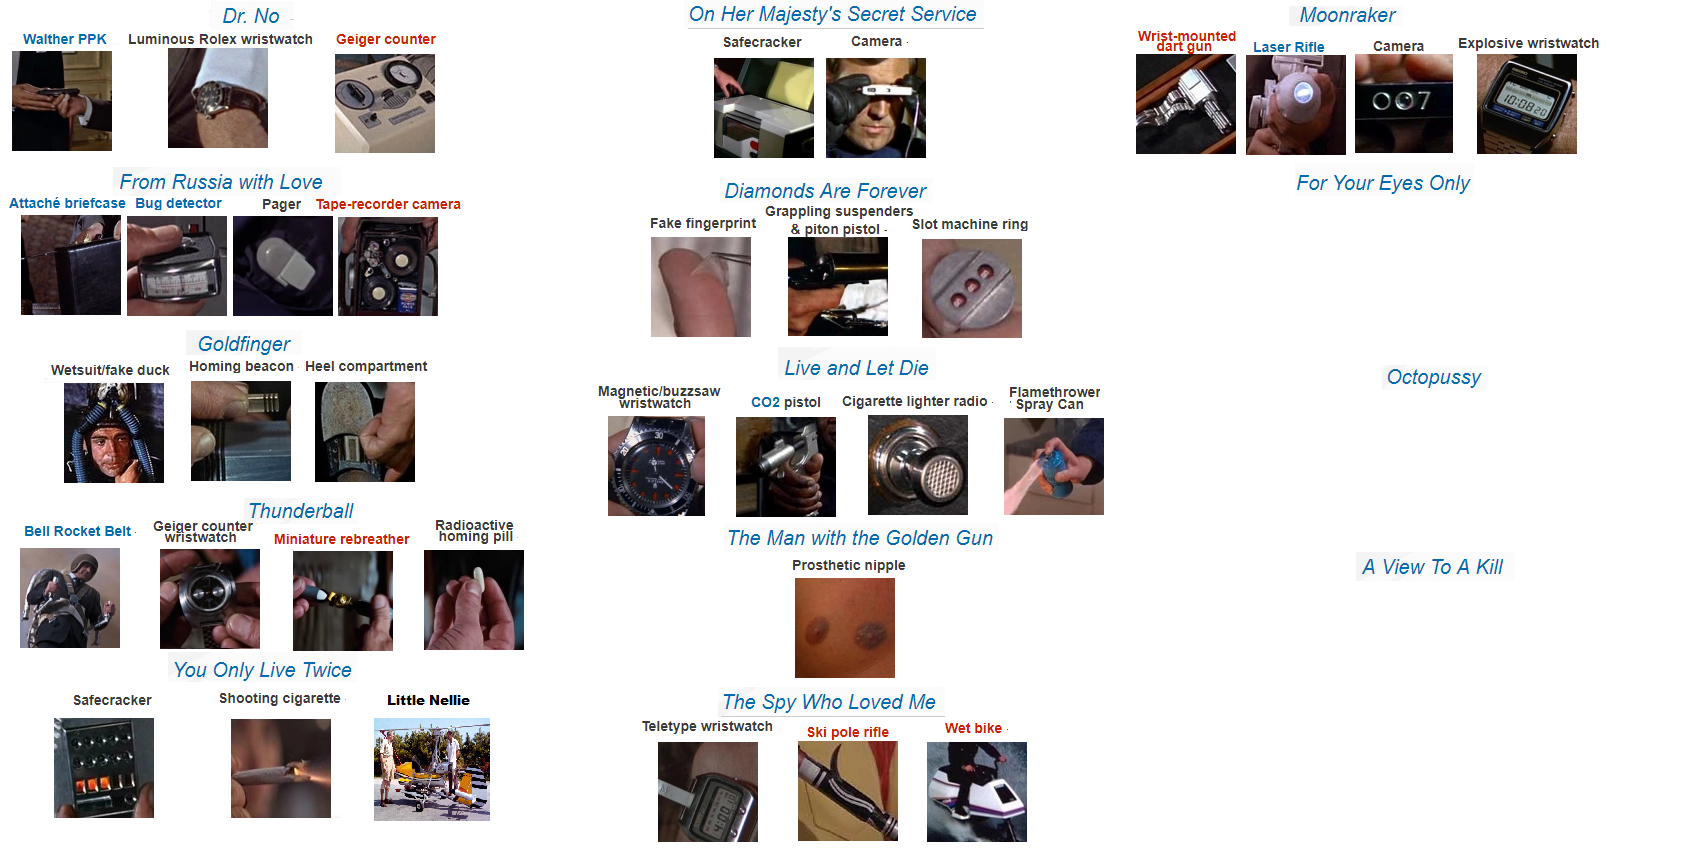 Dr. No
Walther PPK
Luminous Rolex wristwatch
Geiger counter
From Russia with Love
Attaché briefcase
Bug detector
Pager
Tape-recorder camera
Goldfinger
Wetsuit/fake duck
Homing beacon
Heel compartment
Thunderball
Bell Rocket Belt
Geiger counter
wristwatch
Miniature rebreather
Radioactive
homing pill
You Only Live Twice
Safecracker
Shooting cigarette
Little Nellie
On Her Majesty's Secret Service
Safecracker
Camera
Diamonds Are Forever
Fake fingerprint
Grappling suspenders
& piton pistol
Slot machine ring
Live and Let Die
Magnetic/buzzsaw
wristwatch
CO2 pistol
Cigarette lighter radio
Flamethrower
Spray Can
30
20
The Man with the Golden Gun
Prosthetic nipple
The Spy Who Loved Me
Teletype wristwatch
Ski pole rifle
Wet bike
4:00
Moonraker
Wrist-mounted
dart gun
Laser Rifle
Camera
Explosive wristwatch
007
10:08 20
For Your Eyes Only
Octopussy
A View To A Kill